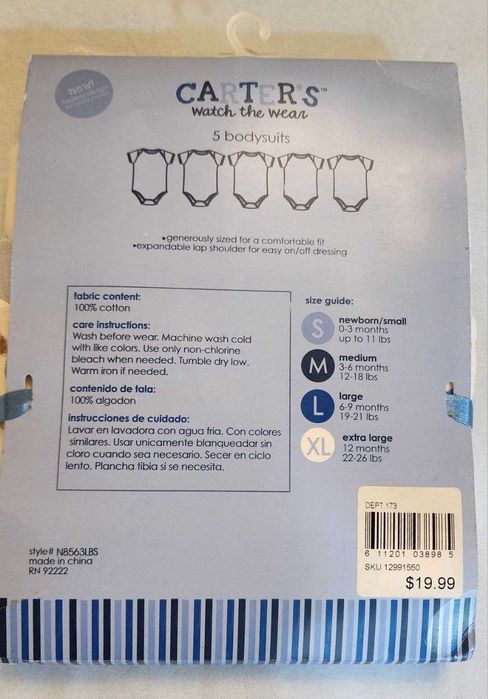 new!
CARTER'S™
watch the wear
5 bodysuits
•generously sized for a comfortable fit
•expandable lap shoulder for easy on/off dressing
fabric content:
100% cotton
care instructions:
Wash before wear. Machine wash cold
with like colors. Use only non-chlorine
bleach when needed. Tumble dry low.
Warm iron if needed.
contenido de tala:
100% algodon
instrucciones de cuidado:
Lavar en lavadora con agua fria. Con colores
similares. Usar unicamente blanqueadar sin
cloro cuando sea necesario. Secer en ciclo
lento. Plancha tibia si se necesita.
size guide:
S
newborn/small
0-3 months
up to 11 lbs
M
medium
3-6 months
12-18 lbs
L
large
6-9 months
19-21 lbs
XL
extra large
12 months
22-26 lbs
style# N8563LBS
made in china
RN 92222
DEPT 173
6 11201 03898 5
SKU 12991550
$19.99